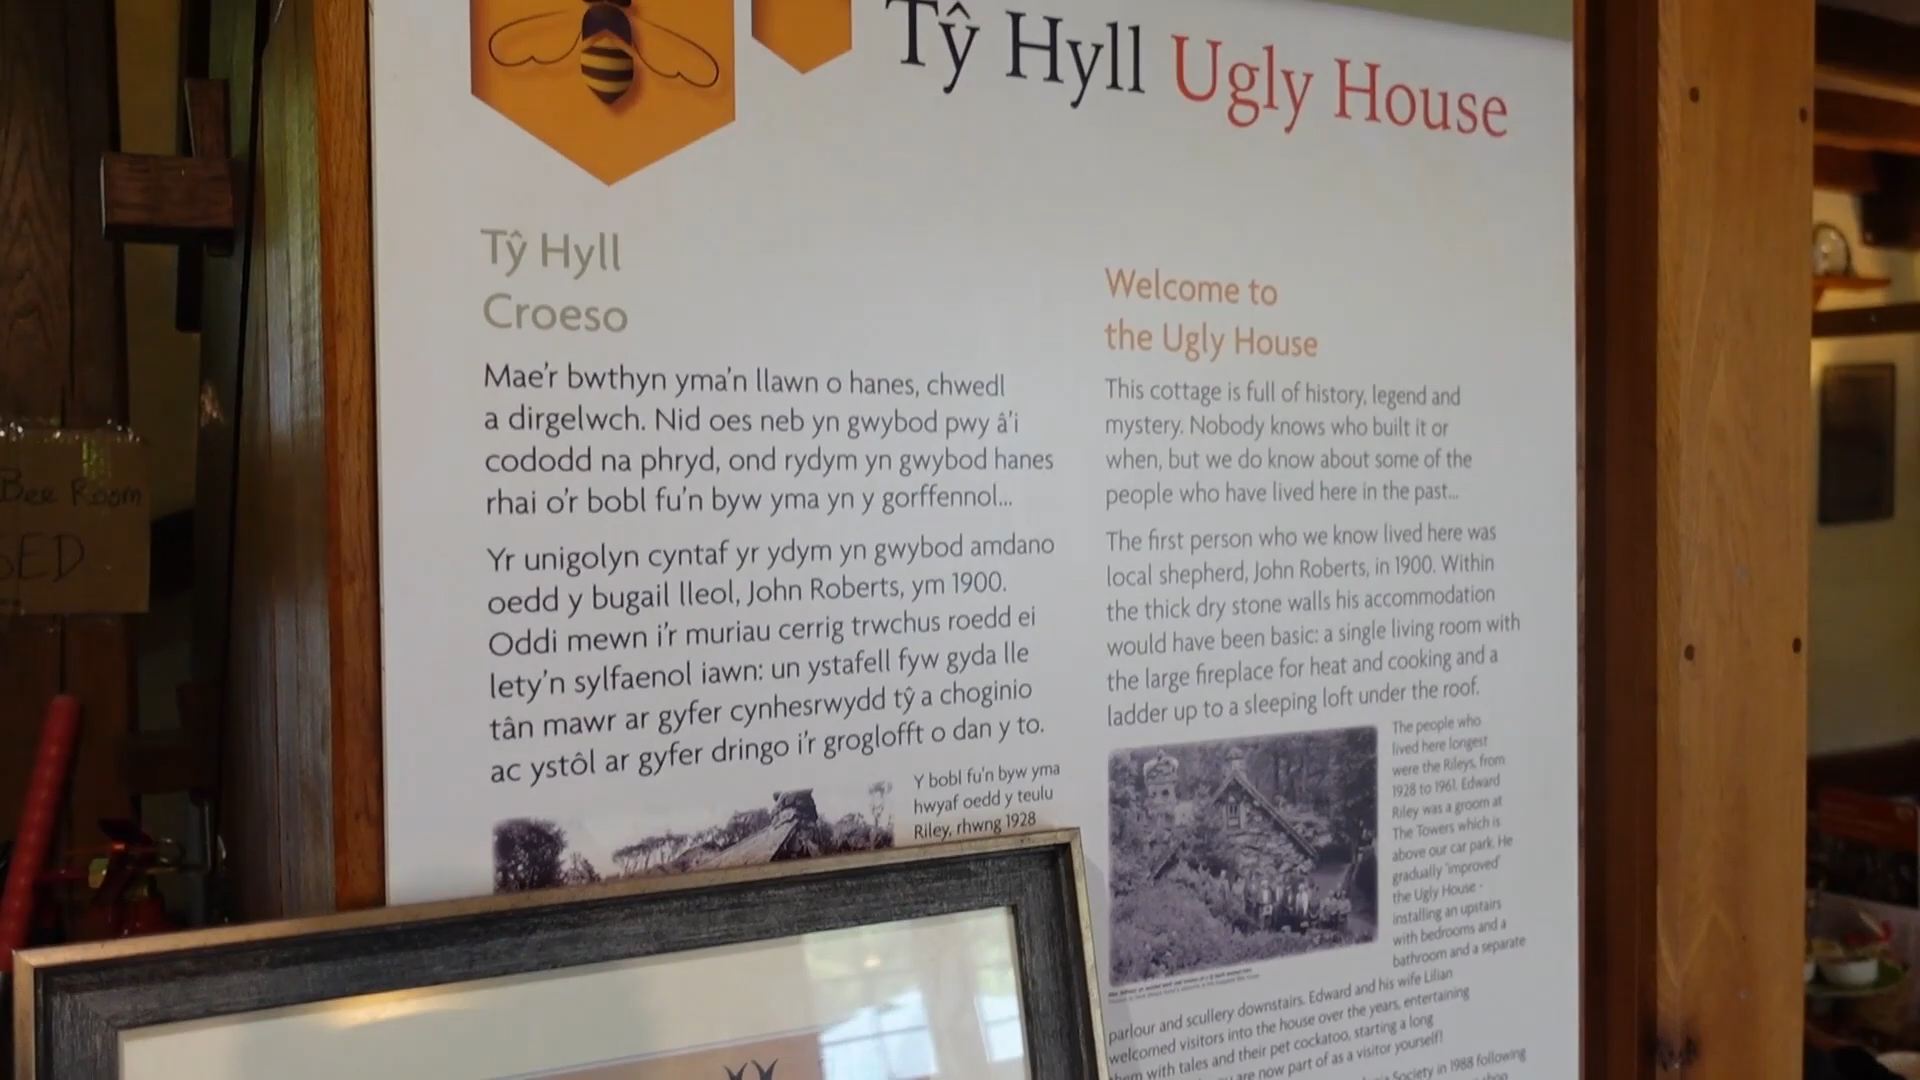 Tŷ Hyll Ugly House
Tŷ Hyll
Croeso
Mae'r bwthyn yma'n llawn o hanes, chwedl
a dirgelwch. Nid oes neb yn gwybod pwy â'i
cododd na phryd, ond rydym yn gwybod hanes
rhai o'r bobl fu'n byw yma yn y gorffennol...
Yr unigolyn cyntaf yr ydym yn gwybod amdano
oedd y bugail lleol, John Roberts, ym 1900.
Oddi mewn i'r muriau cerrig trwchus roedd ei
lety'n sylfaenol iawn: un ystafell fyw gyda lle
tân mawr ar gyfer cynhesrwydd tŷ a choginio
ac ystôl ar gyfer dringo i'r groglofft o dan y to.
Y bobl fu'n byw yma
hwyaf oedd y teulu
Riley, rhwng 1928
Welcome to
the Ugly House
This cottage is full of history, legend and
mystery. Nobody knows who built it or
when, but we do know about some of the
people who have lived here in the past...
The first person who we know lived here was
local shepherd, John Roberts, in 1900. Within
the thick dry stone walls his accommodation
would have been basic: a single living room with
the large fireplace for heat and cooking and a
ladder up to a sleeping loft under the roof.
The people who
lived here longest
were the Rileys, from
1928 to 1961. Edward
Riley was a groom at
The Towers which is
above our car park. He
gradually 'improved'
the Ugly House -
installing an upstairs
with bedrooms and a
bathroom and a separate
parlour and scullery downstairs. Edward and his wife Lilian
welcomed visitors into the house over the years, entertaining
with tales and their pet cockatoo, starting a long
are now part of as a visitor yourself!
Society in 1988 following
Bee Room
SED